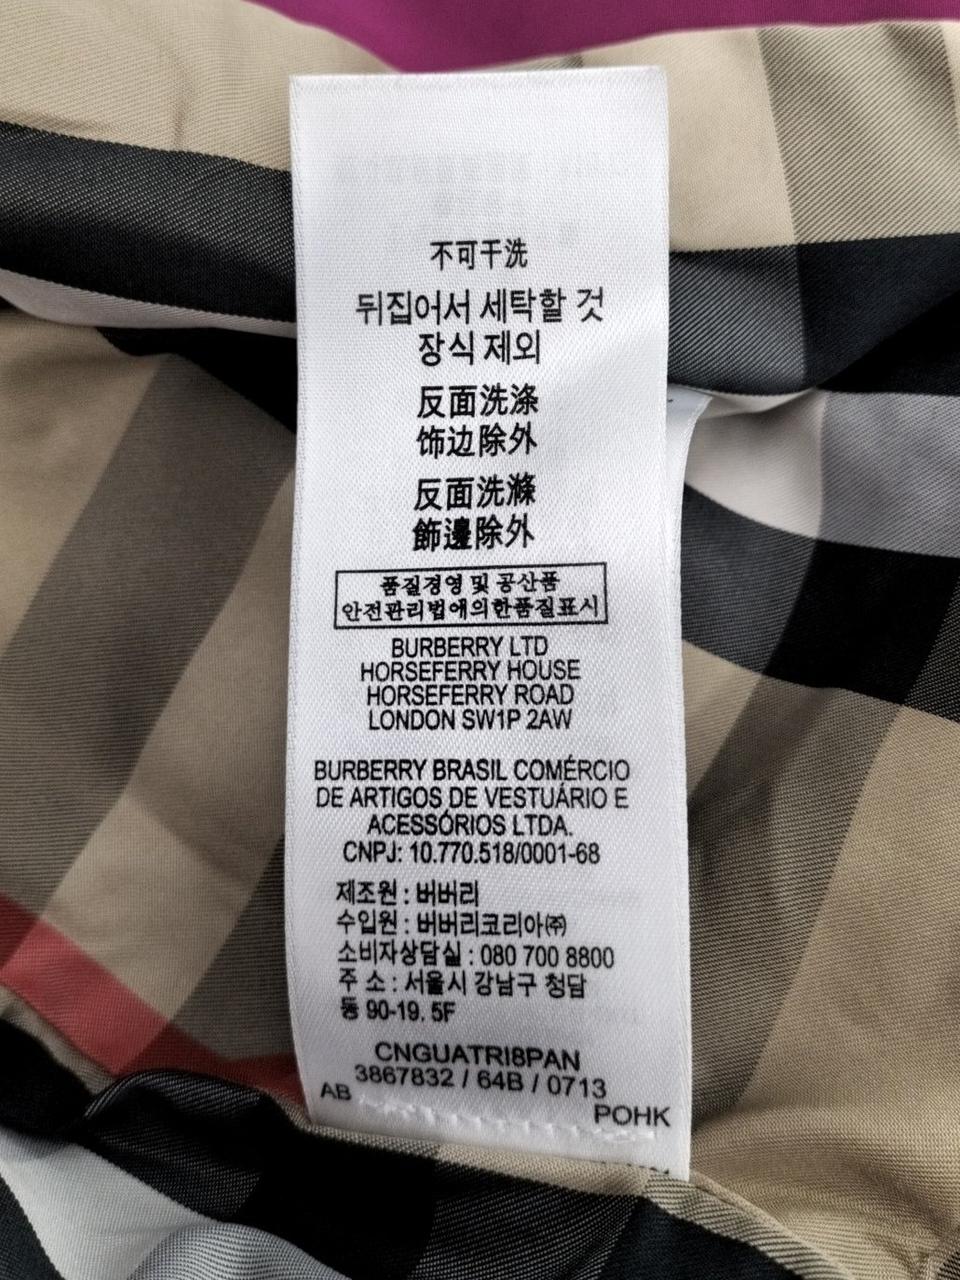 不可干洗
뒤집어서 세탁할 것
장식 제외
反面洗涤
饰边除外
反面洗滌
飾邊除外
품질경영 및 공산품
안전관리법에의한품질표시
BURBERRY LTD
HORSEFERRY HOUSE
HORSEFERRY ROAD
LONDON SW1P 2AW
BURBERRY BRASIL COMÉRCIO
DE ARTIGOS DE VESTUÁRIO E
ACESSÓRIOS LTDA.
CNPJ: 10.770.518/0001-68
제조원 : 버버리
수입원 : 버버리코리아㈜
소비자상담실 : 080 700 8800
주 소 : 서울시 강남구 청담
동 90-19. 5F
CNGUATRI8PAN
3867832 / 64B / 0713
AB
POHK